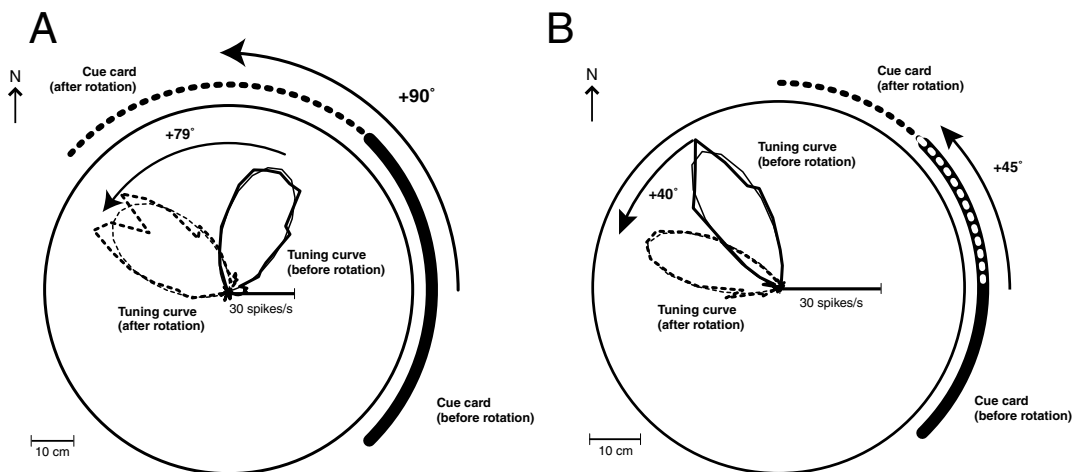 A
Cue card
(after rotation)
N
+90°
+79°
Tuning curve
(before rotation)
30 spikes/s
Tuning curve
(after rotation)
Cue card
(before rotation)
10 cm
B
Cue card
(after rotation)
N
Tuning curve
(before rotation)
+45°
+40°
30 spikes/s
Tuning curve
(after rotation)
Cue card
(before rotation)
10 cm